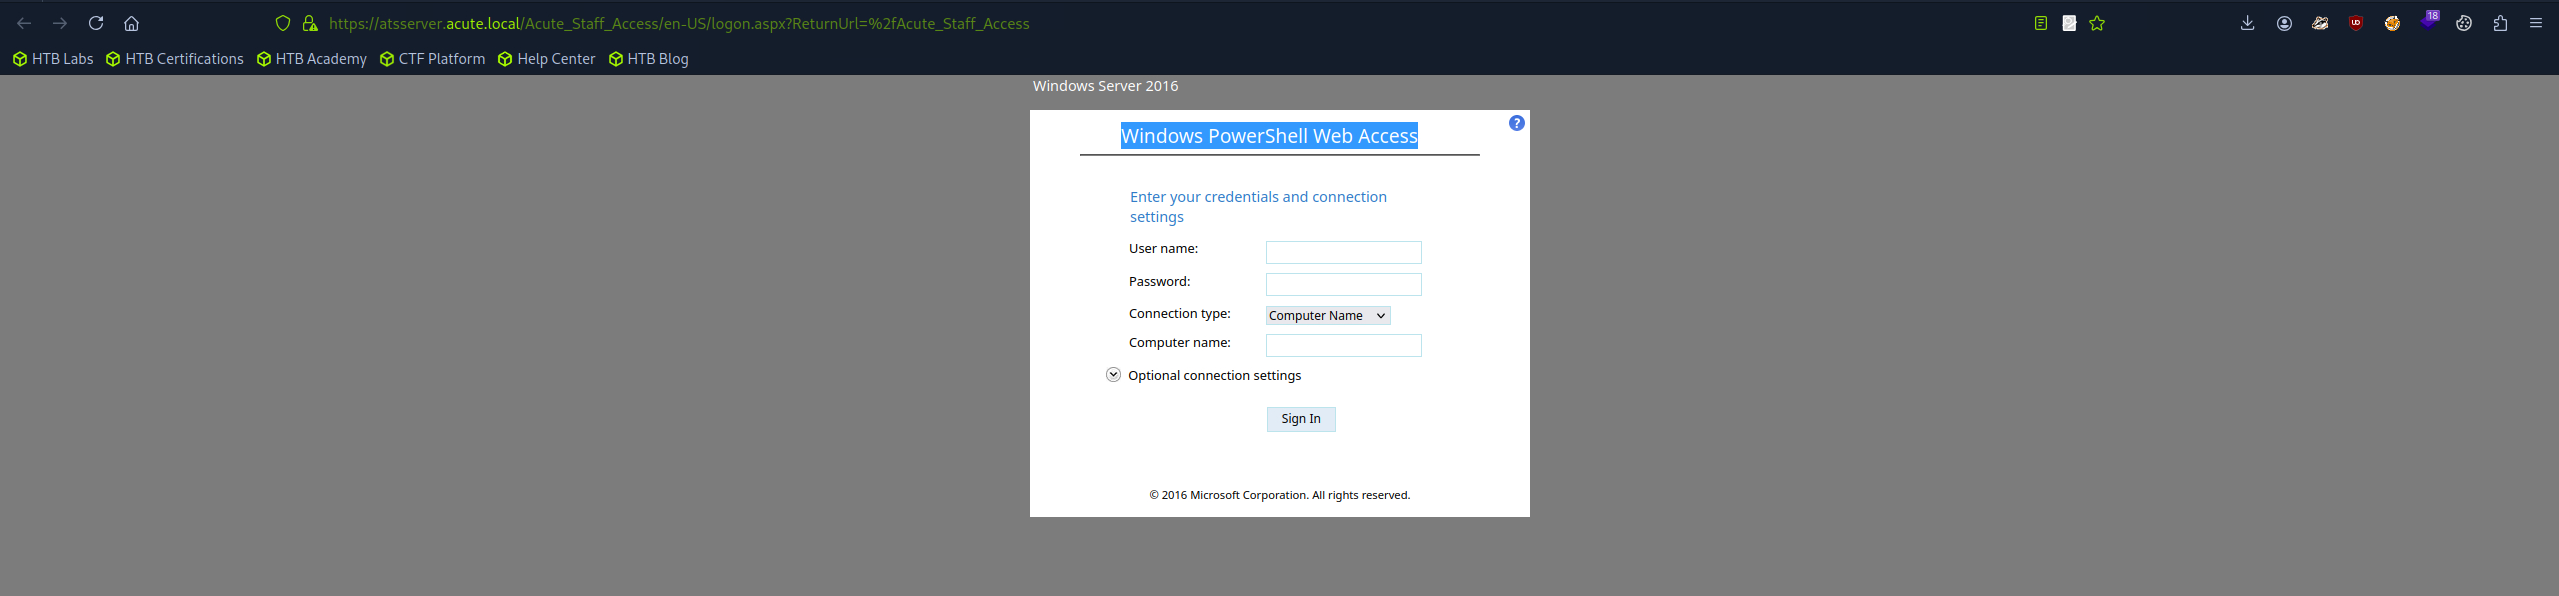 https://atsserver.acute.local/Acute_Staff_Access/en-US/logon.aspx?ReturnUrl=%2fAcute_Staff_Access
18
HTB Labs HTB Certifications HTB Academy CTF Platform Help Center HTB Blog
Windows Server 2016
Windows PowerShell Web Access
?
Enter your credentials and connection
settings
User name:
Password:
Connection type: Computer Name
Computer name:
Optional connection settings
Sign In
© 2016 Microsoft Corporation. All rights reserved.